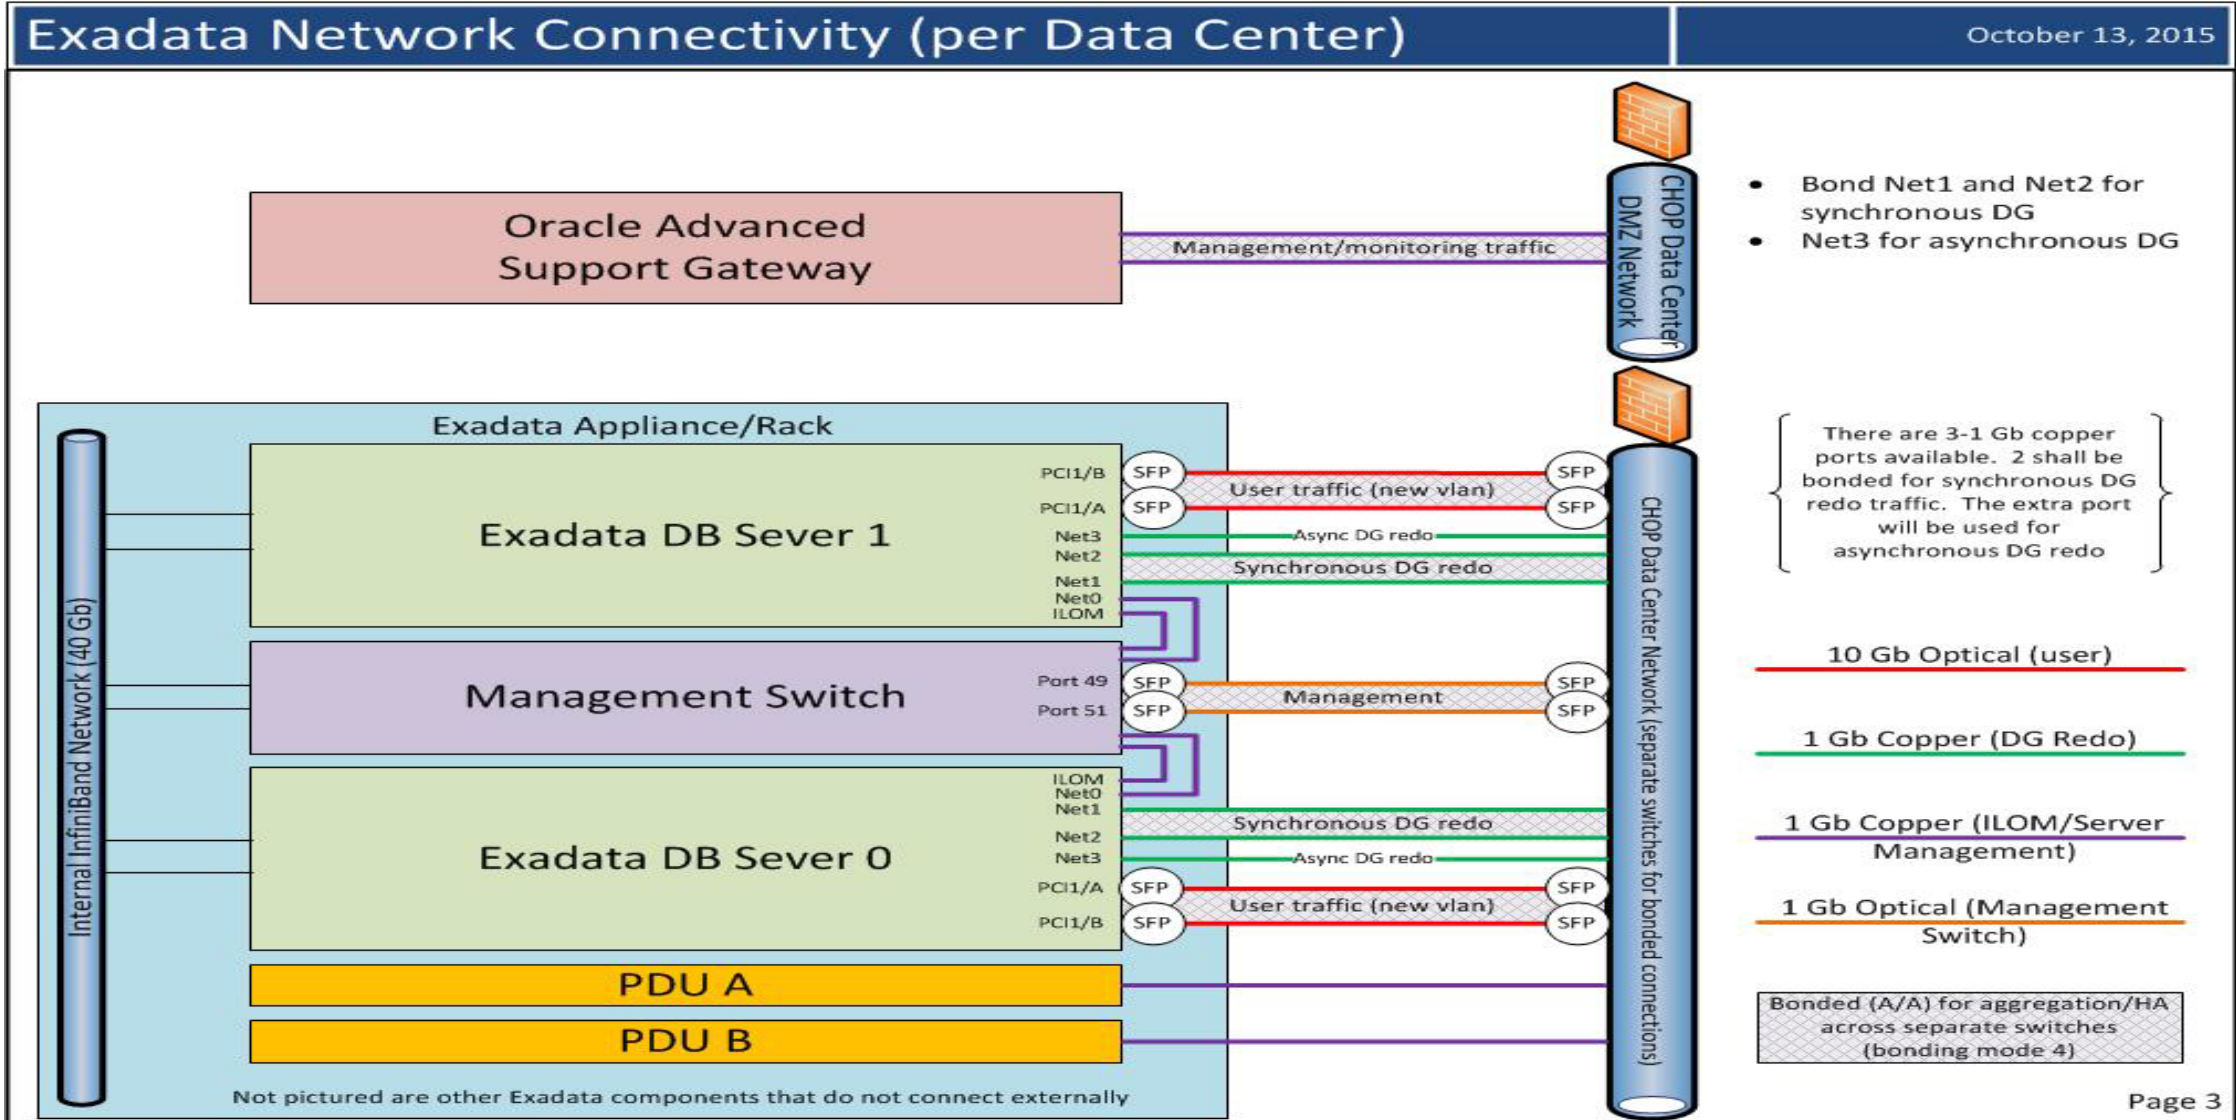 Exadata Network Connectivity (per Data Center)
October 13, 2015
Oracle Advanced
Support Gateway
Management/monitoring traffic
CHOP Data Center
DMZ Network
• Bond Net1 and Net2 for
synchronous DG
• Net3 for asynchronous DG
Exadata Appliance/Rack
Internal InfiniBand Network (40 Gb)
Exadata DB Sever 1
PCI1/B
SFP
SFP
User traffic (new vlan)
PCI1/A
SFP
SFP
Net3
Async DG redo
Net2
Synchronous DG redo
Net1
Net0
ILOM
Management Switch
Port 49
SFP
SFP
Management
Port 51
SFP
SFP
Exadata DB Sever 0
ILOM
Net0
Net1
Synchronous DG redo
Net2
Net3
Async DG redo
PCI1/A
SFP
SFP
User traffic (new vlan)
PCI1/B
SFP
SFP
PDU A
PDU B
Not pictured are other Exadata components that do not connect externally
CHOP Data Center Network (separate switches for bonded connections)
There are 3-1 Gb copper
ports available. 2 shall be
bonded for synchronous DG
redo traffic. The extra port
will be used for
asynchronous DG redo
10 Gb Optical (user)
1 Gb Copper (DG Redo)
1 Gb Copper (ILOM/Server
Management)
1 Gb Optical (Management
Switch)
Bonded (A/A) for aggregation/HA
across separate switches
(bonding mode 4)
Page 3